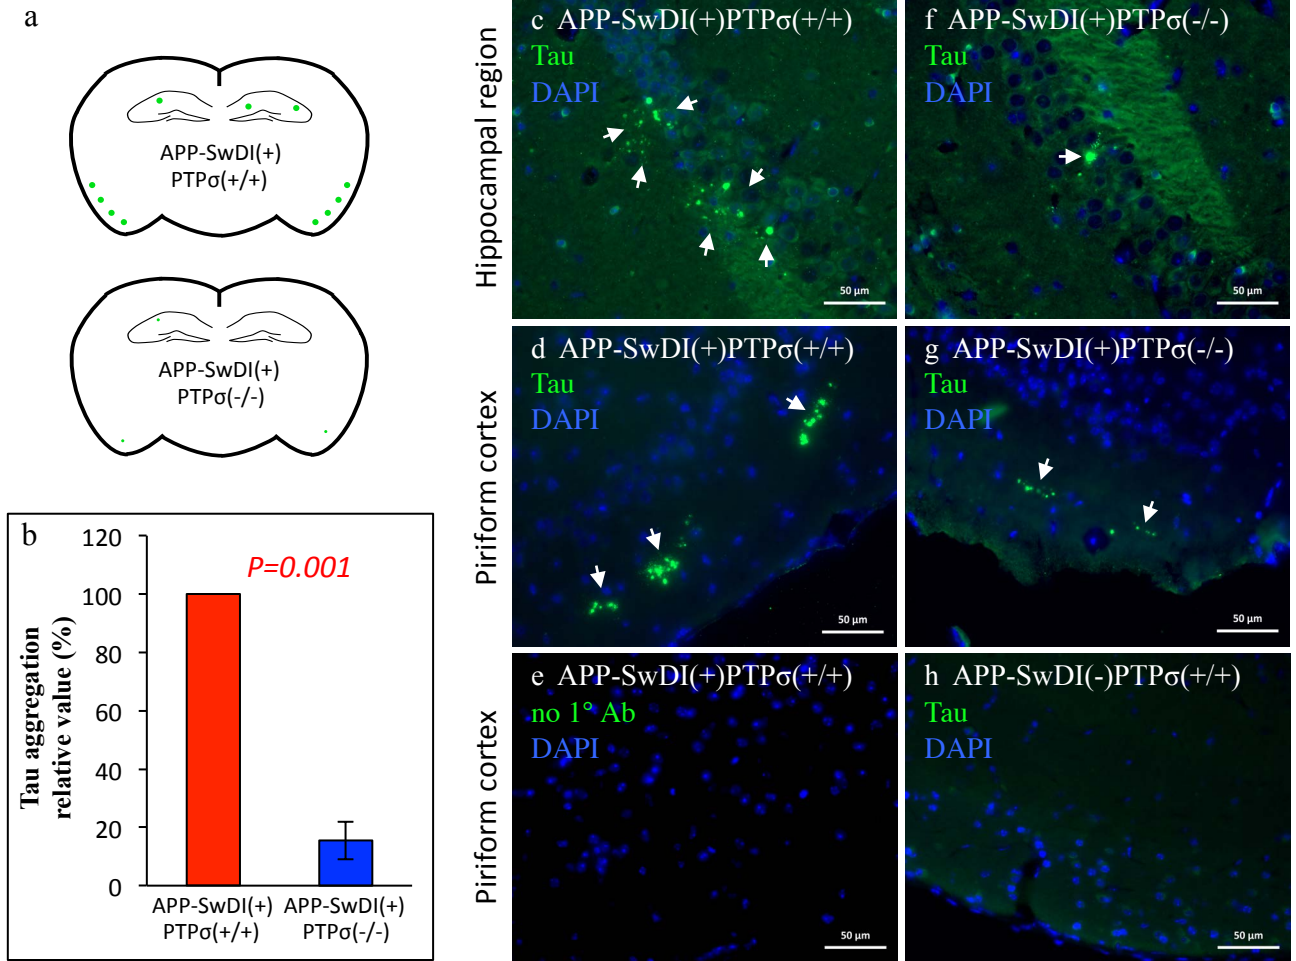 a
APP-SwDI(+)
PTPσ(+/+)
APP-SwDI(+)
PTPσ(-/-)
b
P=0.001
Tau aggregation
relative value (%)
120
100
80
60
40
20
0
APP-SwDI(+)
PTPσ(+/+)
APP-SwDI(+)
PTPσ(-/-)
Hippocampal region
c APP-SwDI(+)PTPσ(+/+)
Tau
DAPI
50 μm
f APP-SwDI(+)PTPσ(-/-)
Tau
DAPI
50 μm
Piriform cortex
d APP-SwDI(+)PTPσ(+/+)
Tau
DAPI
50 μm
g APP-SwDI(+)PTPσ(-/-)
Tau
DAPI
50 μm
Piriform cortex
e APP-SwDI(+)PTPσ(+/+)
no 1° Ab
DAPI
50 μm
h APP-SwDI(-)PTPσ(+/+)
Tau
DAPI
50 μm